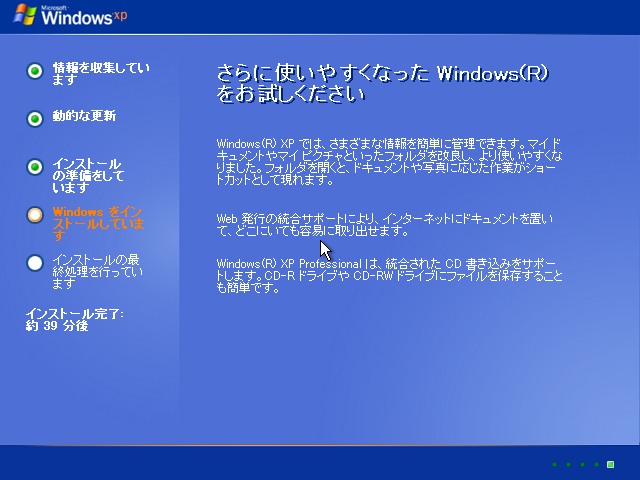 Microsoft
Windows xp
情報を収集してい
ます
動的な更新
インストール
の準備をして
います
Windows をイン
ストールしていま
す
インストールの最
終処理を行ってい
ます
インストール完了:
約 39 分後
さらに使いやすくなった Windows(R)
をお試しください
Windows(R) XP では、さまざまな情報を簡単に管理できます。マイ ド
キュメントやマイ ピクチャといったフォルダを改良し、より使いやすくな
りました。フォルダを開くと、ドキュメントや写真に応じた作業がショー
トカットとして現れます。
Web 発行の統合サポートにより、インターネットにドキュメントを置い
て、どこにいても容易に取り出せます。
Windows(R) XP Professional は、統合された CD 書き込みをサポー
トします。CD-R ドライブや CD-RW ドライブにファイルを保存すること
も簡単です。